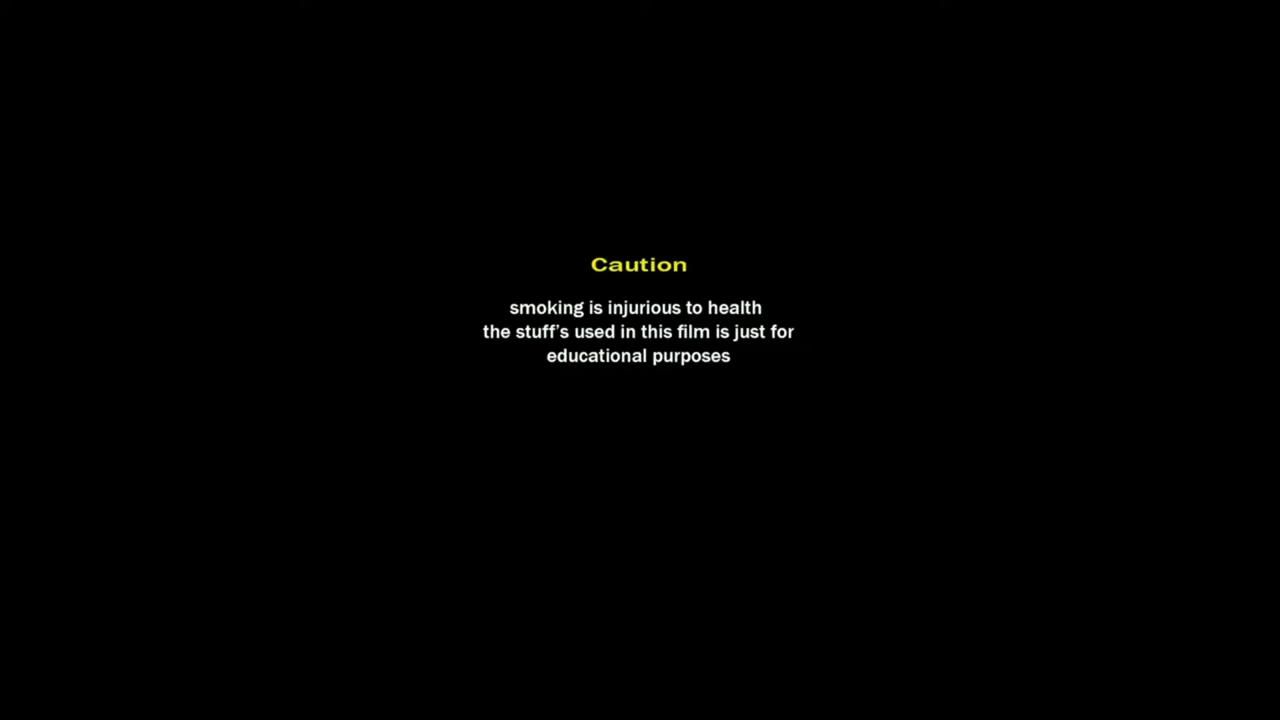 Caution
smoking is injurious to health
the stuff's used in this film is just for
educational purposes